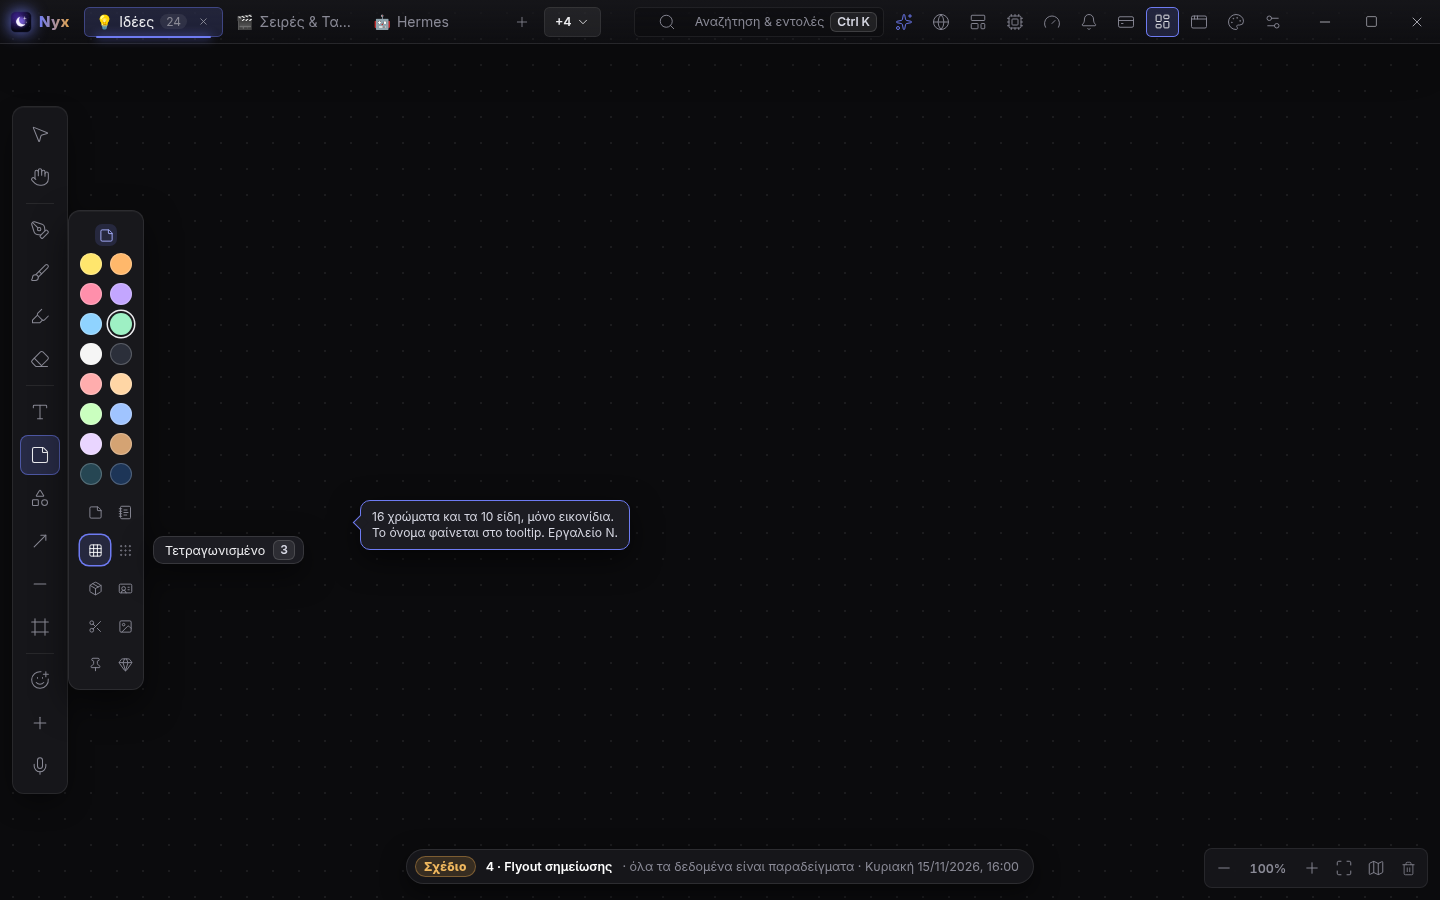 Nyx
💡 Ιδέες 24
🎬 Σειρές & Τα...
🤖 Hermes
+4
Αναζήτηση & εντολές Ctrl K
16 χρώματα και τα 10 είδη, μόνο εικονίδια.
Το όνομα φαίνεται στο tooltip. Εργαλείο N.
Τετραγωνισμένο 3
Σχέδιο 4 · Flyout σημείωσης · όλα τα δεδομένα είναι παραδείγματα · Κυριακή 15/11/2026, 16:00
100%